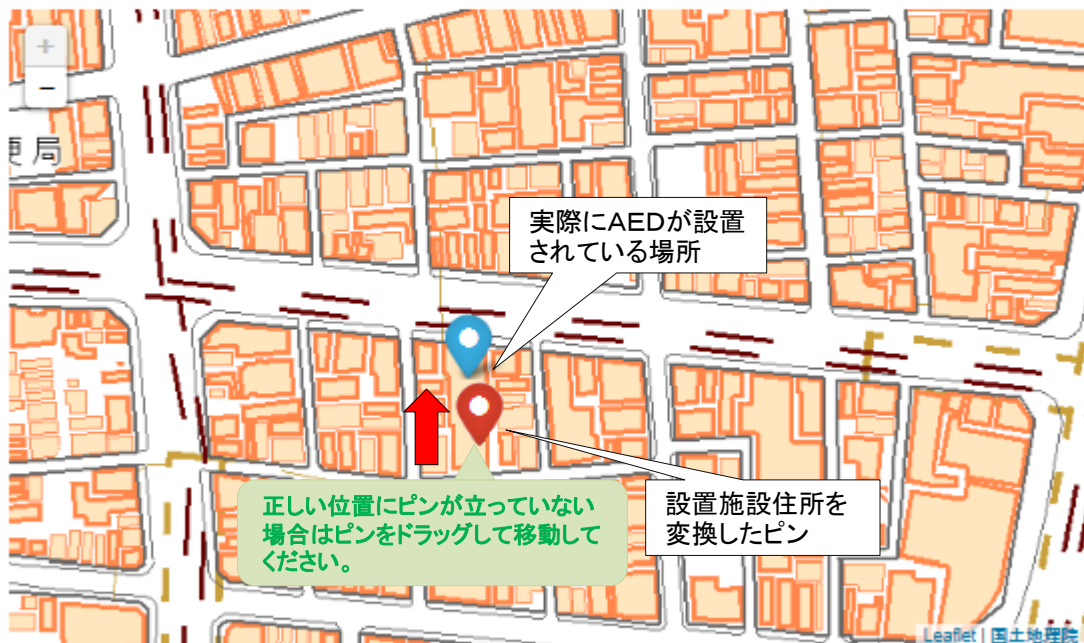 +
−
便局
実際にAEDが設置
されている場所
正しい位置にピンが立っていない
場合はピンをドラッグして移動して
ください。
設置施設住所を
変換したピン
Leaflet | 国土地理院